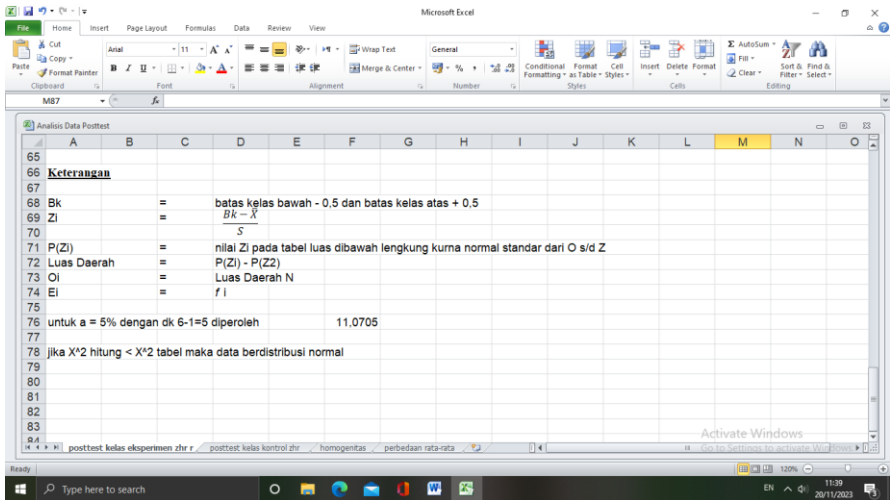 Microsoft Excel
File Home Insert Page Layout Formulas Data Review View
Cut
Copy
Format Painter
Paste
Clipboard
Arial 11
Font
Wrap Text
Merge & Center
Alignment
General
Number
Conditional Formatting
Format as Table
Cell Styles
Styles
Insert Delete Format
Cells
AutoSum
Fill
Clear
Sort & Filter
Find & Select
Editing
M87 fx
Analisis Data Posttest
A B C D E F G H I J K L M N O
65
66 Keterangan
67
68 Bk = batas kelas bawah - 0,5 dan batas kelas atas + 0,5
69 Zi = Bk − X̄
70 S
71 P(Zi) = nilai Zi pada tabel luas dibawah lengkung kurna normal standar dari O s/d Z
72 Luas Daerah = P(Zi) - P(Z2)
73 Oi = Luas Daerah N
74 Ei = f i
75
76 untuk a = 5% dengan dk 6-1=5 diperoleh 11,0705
77
78 jika X^2 hitung < X^2 tabel maka data berdistribusi normal
79
80
81
82
83
84
Activate Windows
Go to Settings to activate Windows.
posttest kelas eksperimen zhr r posttest kelas kontrol zhr homogenitas perbedaan rata-rata
Ready 120%
Type here to search
EN 11:39
20/11/2023